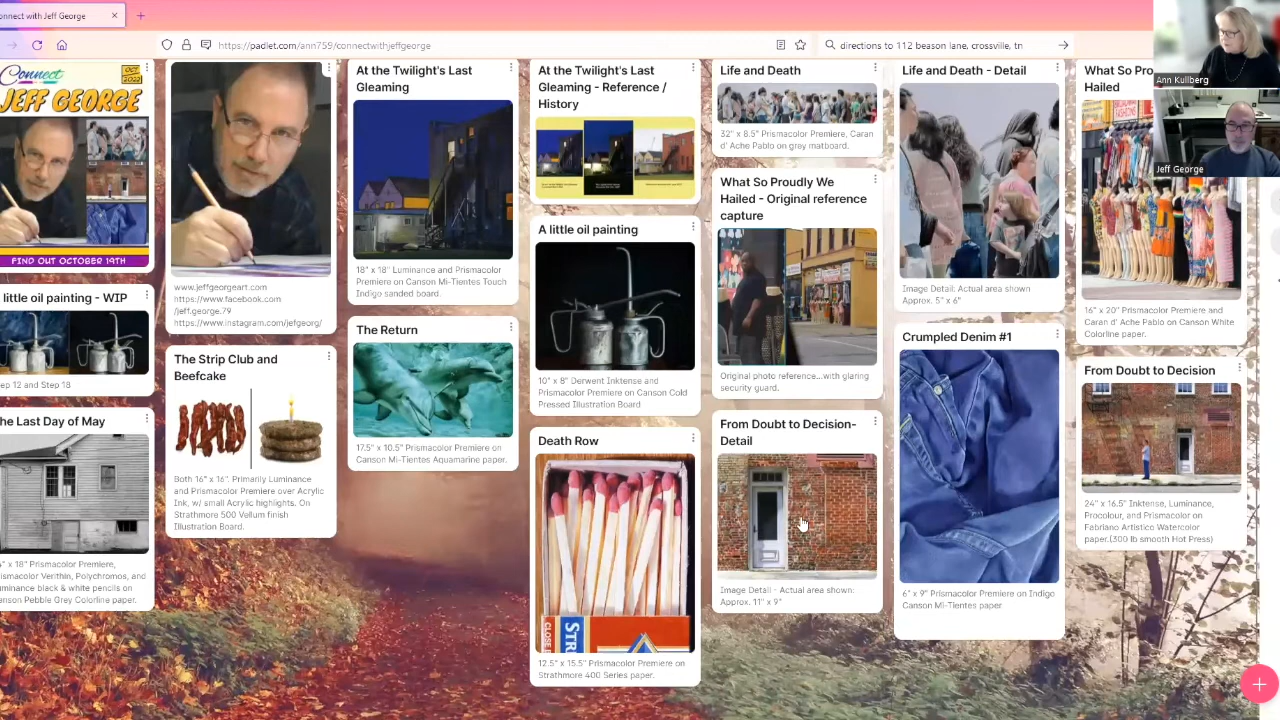 onnect with Jeff George
https://padlet.com/ann759/connectwithjeffgeorge
directions to 112 beason lane, crossville, tn
Ann Kullberg
Jeff George
Connect
OCT
2022
JEFF GEORGE
FIND OUT OCTOBER 19TH
little oil painting - WIP
ep 12 and Step 18
he Last Day of May
" x 18" Prismacolor Premiere,
ismacolor Verithin, Polychromos, and
uminance black & white pencils on
anson Pebble Grey Colorline paper.
www.jeffgeorgeart.com
https://www.facebook.com
/jeff.george.79
https://www.instagram.com/jefgeorg/
The Strip Club and
Beefcake
Both 16" x 16". Primarily Luminance
and Prismacolor Premiere over Acrylic
Ink, w/ small Acrylic highlights. On
Strathmore 500 Vellum finish
Illustration Board.
At the Twilight's Last
Gleaming
18" x 18" Luminance and Prismacolor
Premiere on Canson Mi-Tientes Touch
Indigo sanded board.
The Return
17.5" x 10.5" Prismacolor Premiere on
Canson Mi-Tientes Aquamarine paper.
At the Twilight's Last
Gleaming - Reference /
History
A little oil painting
10" x 8" Derwent Inktense and
Prismacolor Premiere on Canson Cold
Pressed Illustration Board
Death Row
CLOSE
STR
12.5" x 15.5" Prismacolor Premiere on
Strathmore 400 Series paper.
Life and Death
32" x 8.5" Prismacolor Premiere, Caran
d' Ache Pablo on grey matboard.
What So Proudly We
Hailed - Original reference
capture
Original photo reference...with glaring
security guard.
From Doubt to Decision-
Detail
Image Detail - Actual area shown:
Approx. 11" x 9"
Life and Death - Detail
Image Detail: Actual area shown
Approx. 5" x 6"
Crumpled Denim #1
6" x 9" Prismacolor Premiere on Indigo
Canson Mi-Tientes paper
What So Pro
Hailed
16" x 20" Prismacolor Premiere and
Caran d' Ache Pablo on Canson White
Colorline paper.
From Doubt to Decision
24" x 16.5" Inktense, Luminance,
Procolour, and Prismacolor on
Fabriano Artistico Watercolor
paper.(300 lb smooth Hot Press)